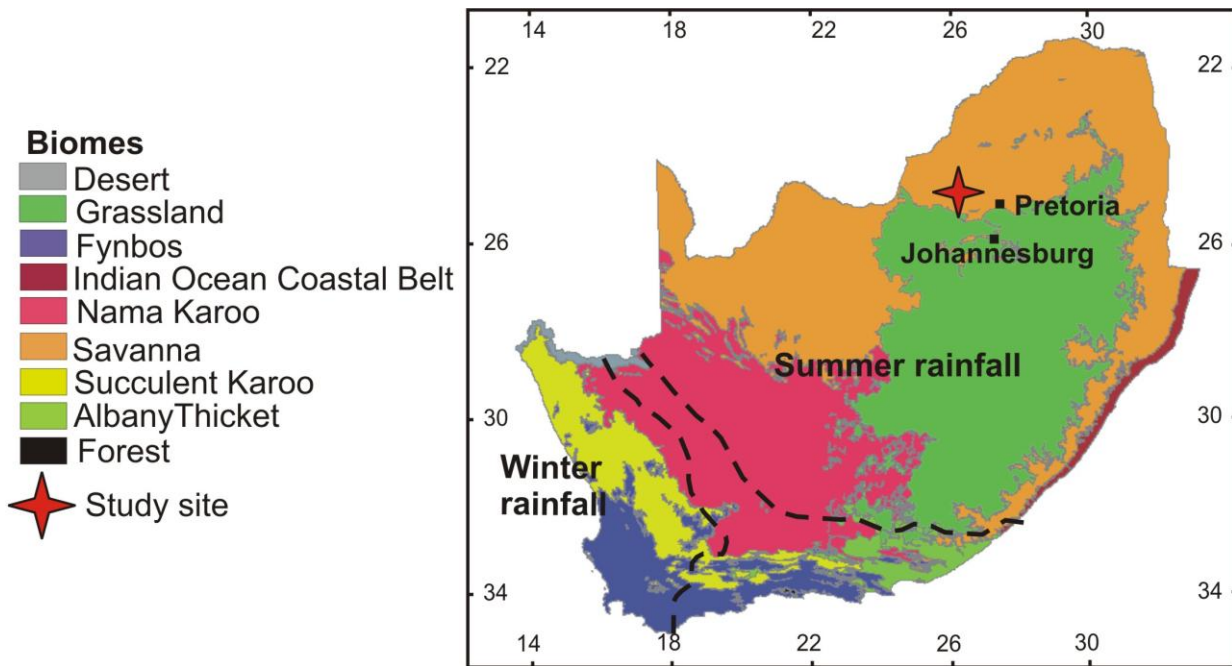 Biomes
Desert
Grassland
Fynbos
Indian Ocean Coastal Belt
Nama Karoo
Savanna
Succulent Karoo
AlbanyThicket
Forest
Study site
14
18
22
26
30
22
22
Pretoria
26
Johannesburg
26
Summer rainfall
30
30
Winter
rainfall
34
34
14
18
22
26
30